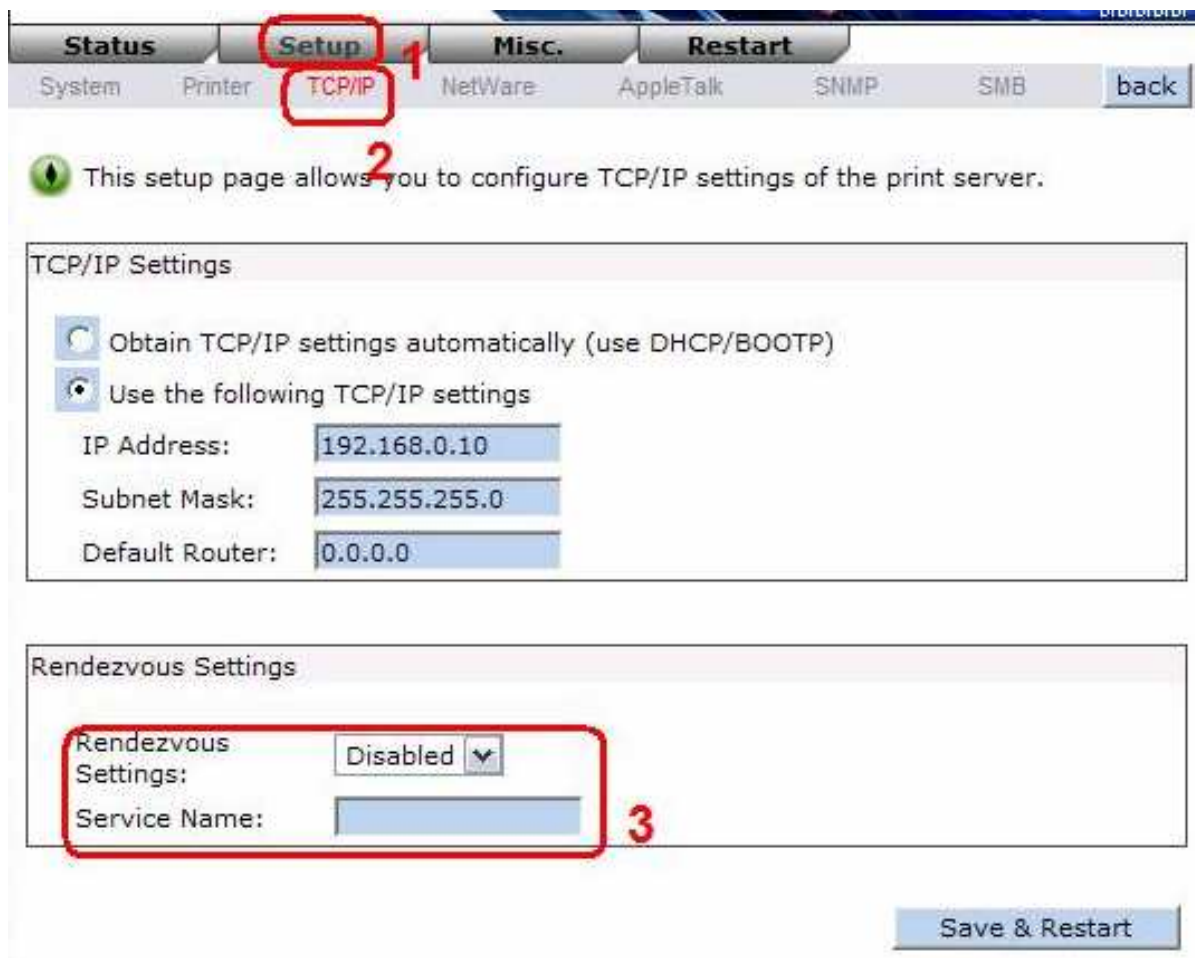 Status Setup 1 Misc. Restart
System Printer TCP/IP NetWare AppleTalk SNMP SMB back
2
This setup page allows you to configure TCP/IP settings of the print server.
TCP/IP Settings
Obtain TCP/IP settings automatically (use DHCP/BOOTP)
Use the following TCP/IP settings
IP Address: 192.168.0.10
Subnet Mask: 255.255.255.0
Default Router: 0.0.0.0
Rendezvous Settings
Rendezvous
Settings: Disabled
Service Name:
3
Save & Restart